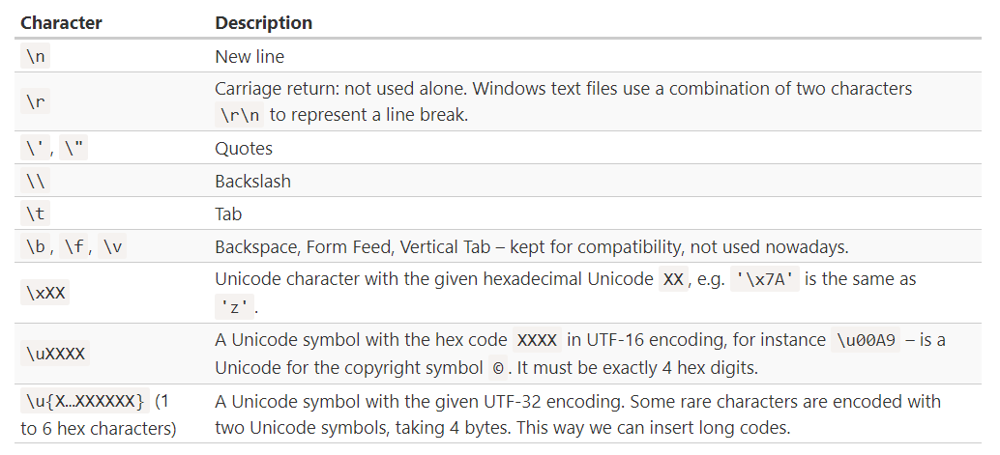 Character Description
\n New line
\r Carriage return: not used alone. Windows text files use a combination of two characters
\r\n to represent a line break.
\', \" Quotes
\\ Backslash
\t Tab
\b, \f, \v Backspace, Form Feed, Vertical Tab – kept for compatibility, not used nowadays.
\xXX Unicode character with the given hexadecimal Unicode XX, e.g. '\x7A' is the same as
'z'.
\uXXXX A Unicode symbol with the hex code XXXX in UTF-16 encoding, for instance \u00A9 – is a
Unicode for the copyright symbol ©. It must be exactly 4 hex digits.
\u{X…XXXXXX} (1 A Unicode symbol with the given UTF-32 encoding. Some rare characters are encoded with
to 6 hex characters) two Unicode symbols, taking 4 bytes. This way we can insert long codes.